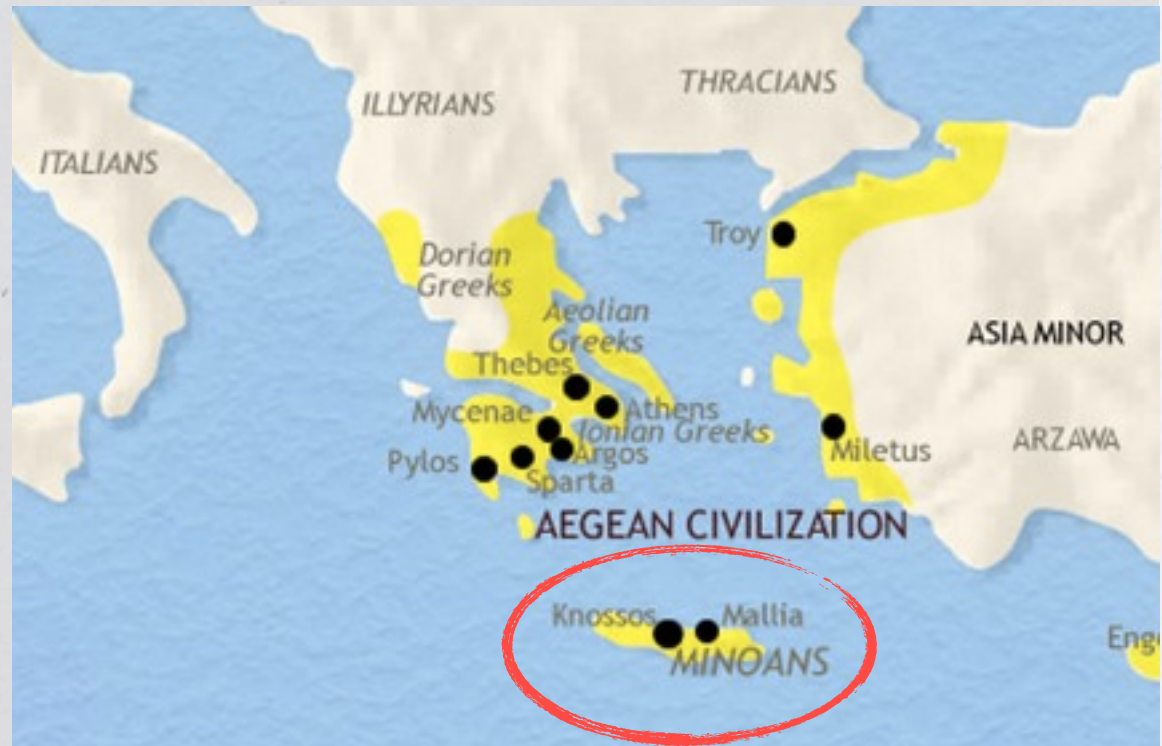 THRACIANS
ILLYRIANS
ITALIANS
Troy
Dorian
Greeks
Aeolian
Greeks
ASIA MINOR
Thebes
Mycenae
Athens
Ionian Greeks
ARZAWA
Argos
Miletus
Pylos
Sparta
AEGEAN CIVILIZATION
Knossos
Mallia
MINOANS